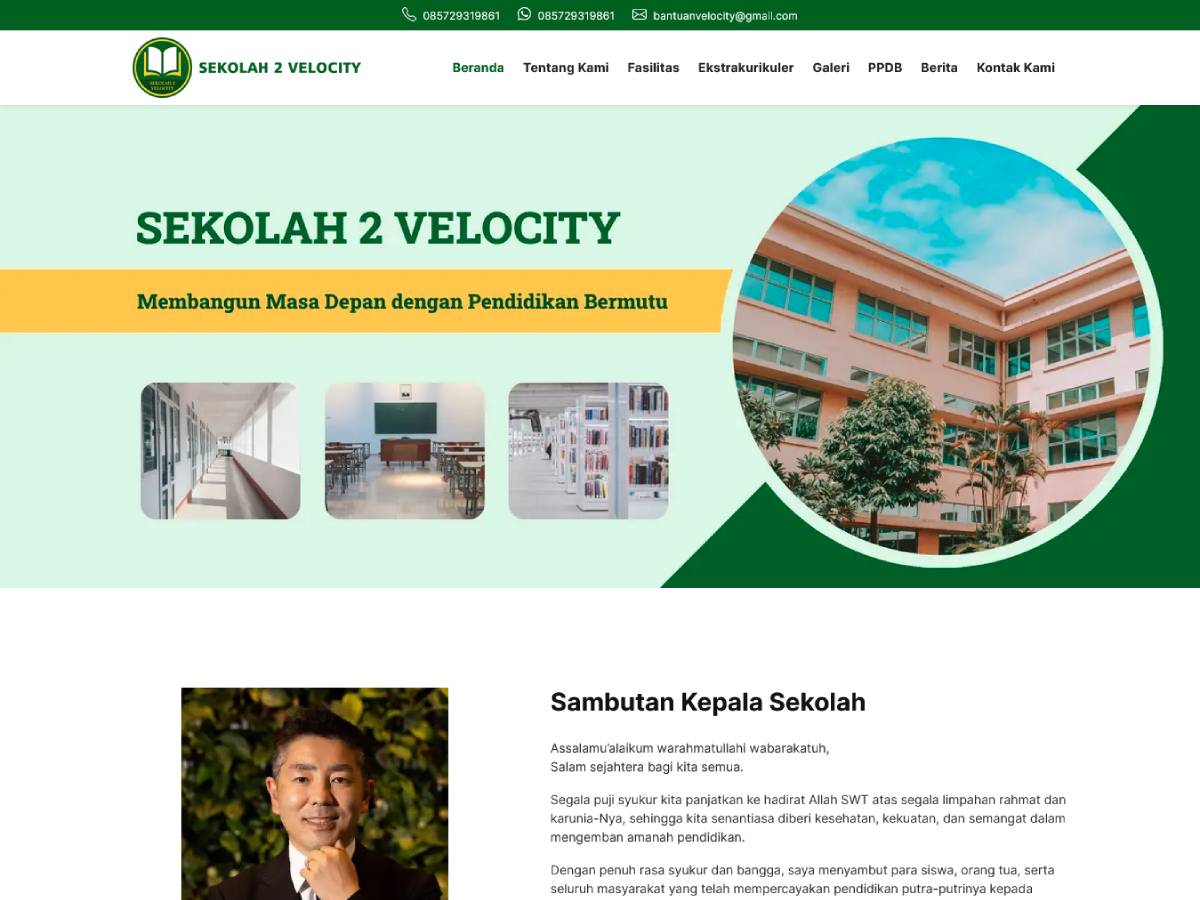 085729319861 085729319861 bantuanvelocity@gmail.com
SEKOLAH 2 VELOCITY
SEKOLAH 2
VELOCITY
Beranda Tentang Kami Fasilitas Ekstrakurikuler Galeri PPDB Berita Kontak Kami
SEKOLAH 2 VELOCITY
Membangun Masa Depan dengan Pendidikan Bermutu
Sambutan Kepala Sekolah
Assalamu’alaikum warahmatullahi wabarakatuh,
Salam sejahtera bagi kita semua.
Segala puji syukur kita panjatkan ke hadirat Allah SWT atas segala limpahan rahmat dan
karunia-Nya, sehingga kita senantiasa diberi kesehatan, kekuatan, dan semangat dalam
mengemban amanah pendidikan.
Dengan penuh rasa syukur dan bangga, saya menyambut para siswa, orang tua, serta
seluruh masyarakat yang telah mempercayakan pendidikan putra-putrinya kepada